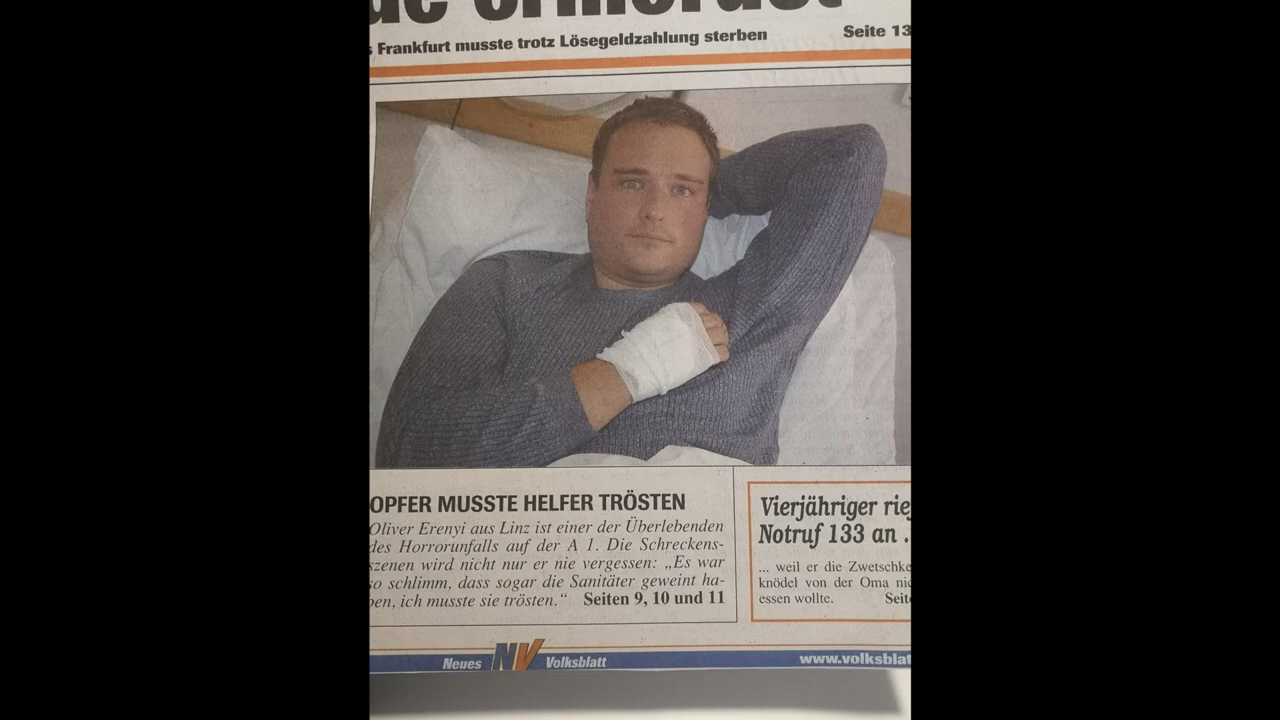 Frankfurt musste trotz Lösegeldzahlung sterben
Seite 13
OPFER MUSSTE HELFER TRÖSTEN
Oliver Erenyi aus Linz ist einer der Überlebenden
des Horrorunfalls auf der A 1. Die Schreckens-
szenen wird nicht nur er nie vergessen: „Es war
so schlimm, dass sogar die Sanitäter geweint ha-
ben, ich musste sie trösten.“ Seiten 9, 10 und 11
Vierjähriger rief
Notruf 133 an .
... weil er die Zwetschke
knödel von der Oma nic
essen wollte. Seit
Neues NV Volksblatt
www.volksblat